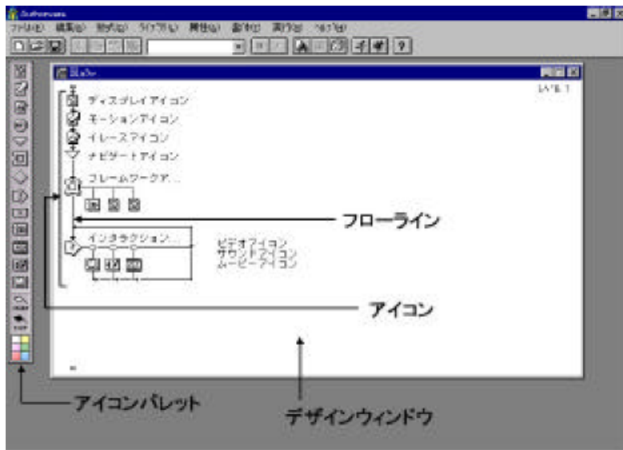 Authorware
ディスプレイアイコン
モーションアイコン
イレースアイコン
ナビゲートアイコン
フレームワークア...
フローライン
インタラクション...
ビデオアイコン
サウンドアイコン
ムービーアイコン
アイコン
アイコンパレット
デザインウィンドウ